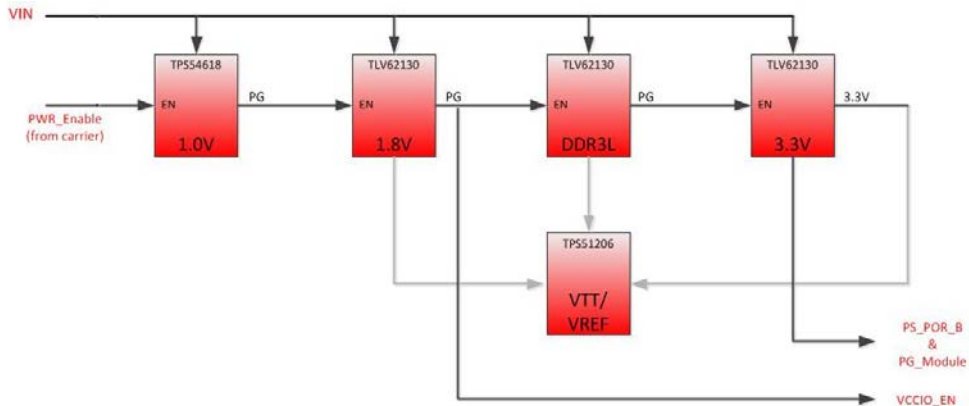 VIN
TPS54618
TLV62130
TLV62130
TLV62130
EN
PG
EN
PG
EN
PG
EN
3.3V
PWR_Enable
(from carrier)
1.0V
1.8V
DDR3L
3.3V
TPS51206
VTT/
VREF
PS_POR_B
&
PG_Module
VCCIO_EN